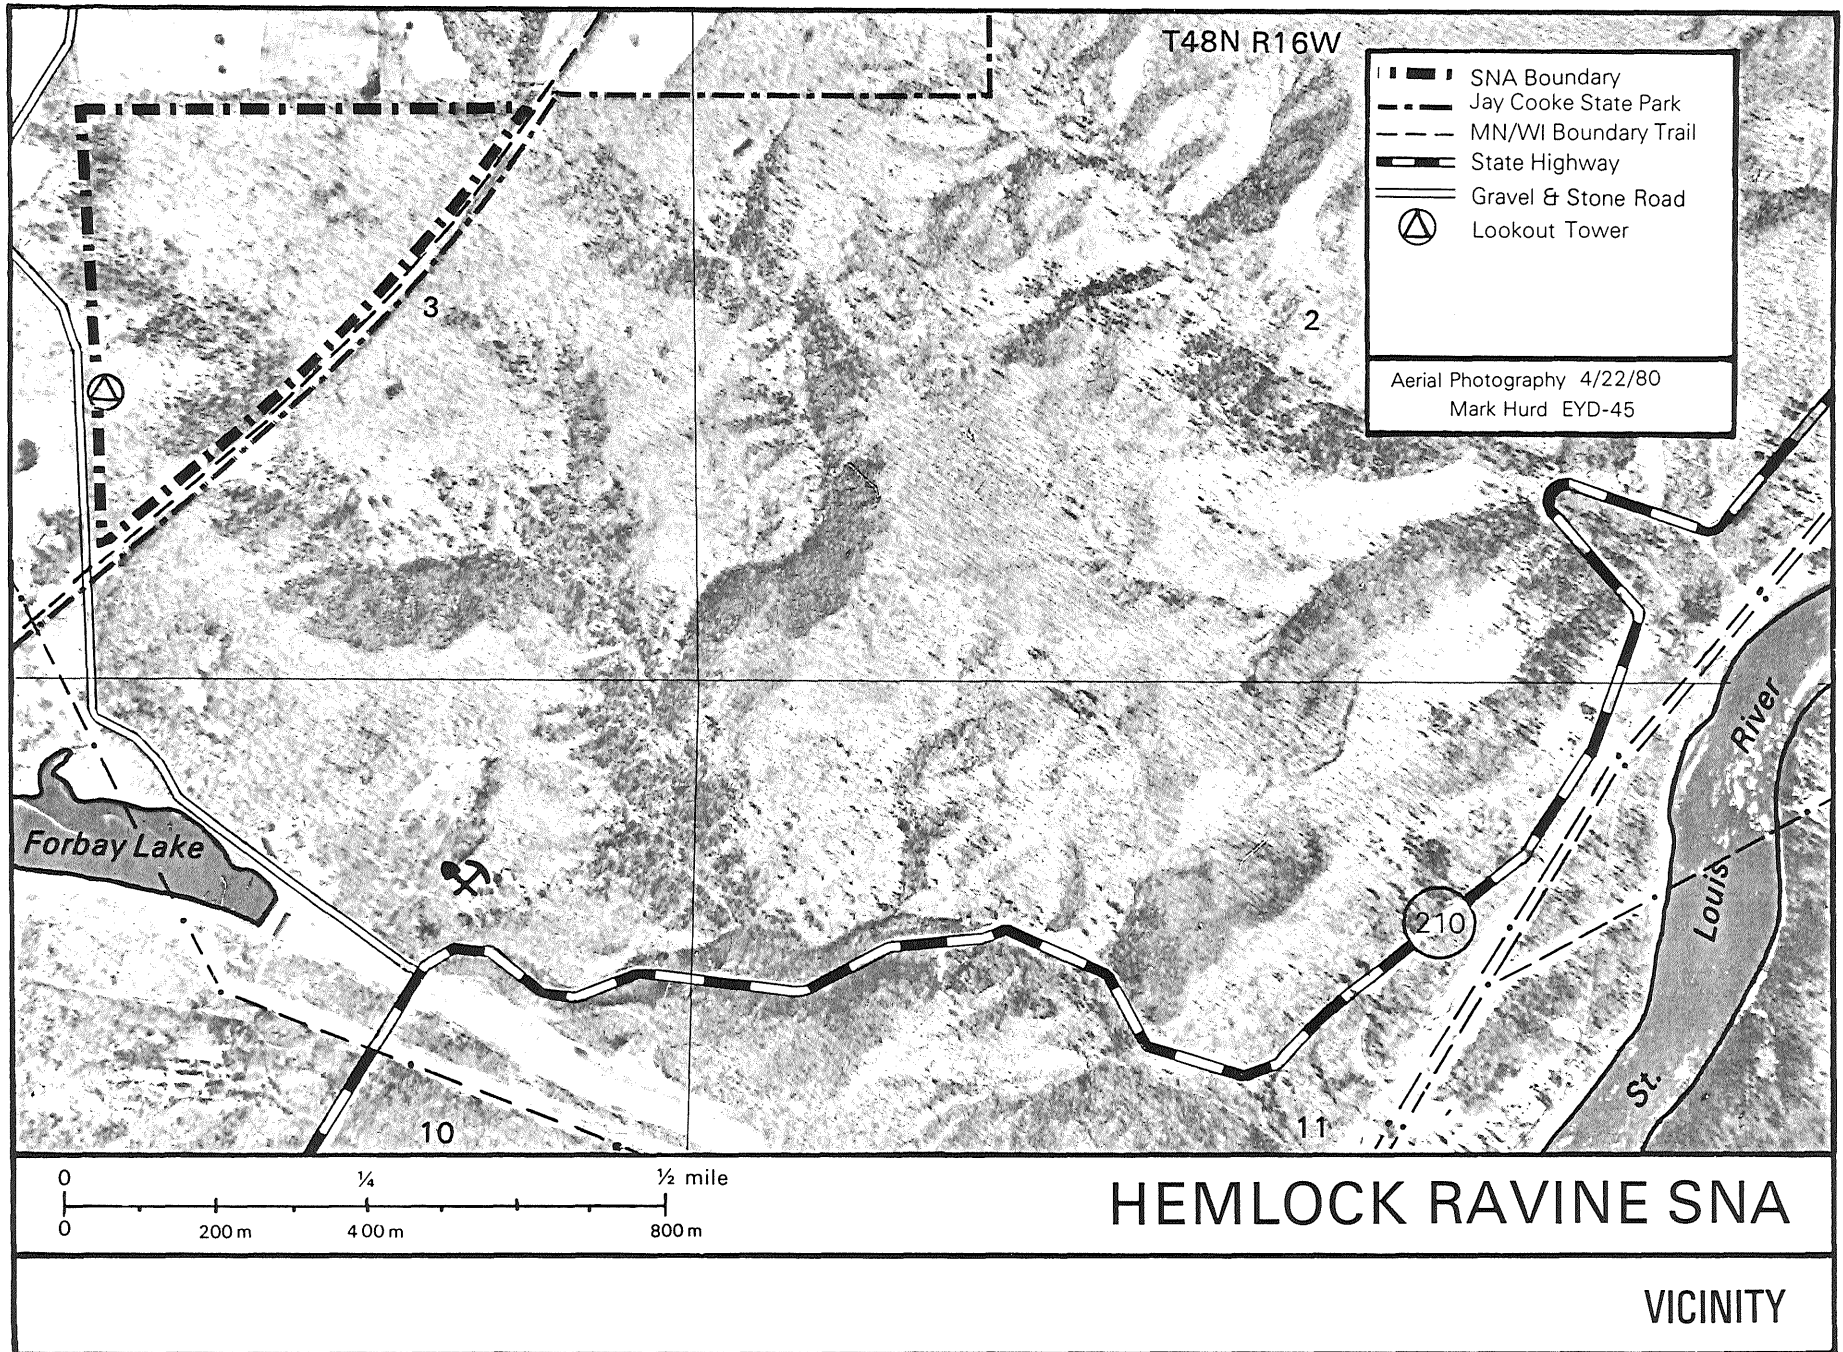 T48N R16W
SNA Boundary
Jay Cooke State Park
MN/WI Boundary Trail
State Highway
Gravel & Stone Road
Lookout Tower
Aerial Photography 4/22/80
Mark Hurd EYD-45
3
2
River
Louis
St.
Forbay Lake
210
10
11
0 ¼ ½ mile
0 200 m 400 m 800 m
HEMLOCK RAVINE SNA
VICINITY